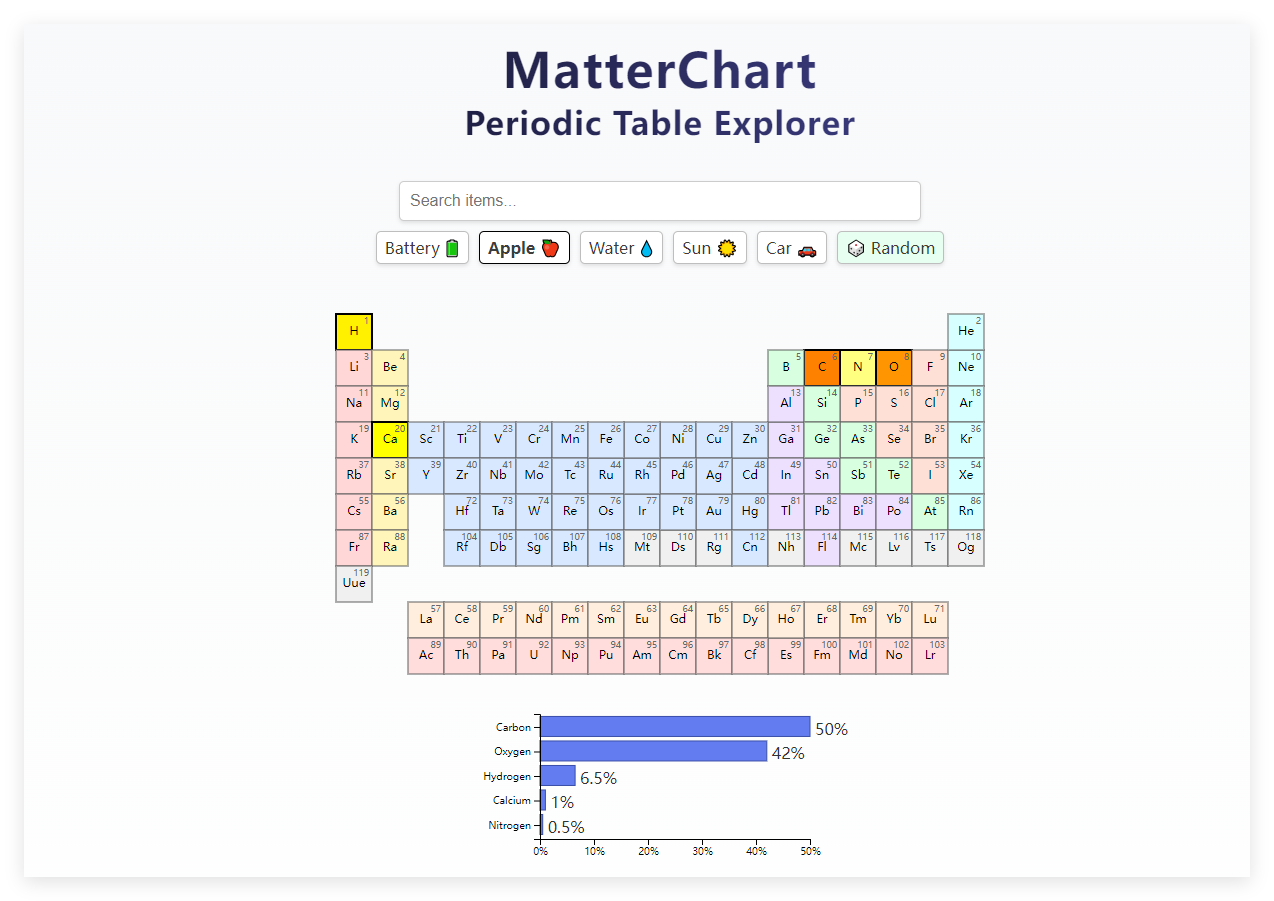 MatterChart
Periodic Table Explorer
Search items...
Battery Apple Water Sun Car Random
1 2
H He
3 4 5 6 7 8 9 10
Li Be B C N O F Ne
11 12 13 14 15 16 17 18
Na Mg Al Si P S Cl Ar
19 20 21 22 23 24 25 26 27 28 29 30 31 32 33 34 35 36
K Ca Sc Ti V Cr Mn Fe Co Ni Cu Zn Ga Ge As Se Br Kr
37 38 39 40 41 42 43 44 45 46 47 48 49 50 51 52 53 54
Rb Sr Y Zr Nb Mo Tc Ru Rh Pd Ag Cd In Sn Sb Te I Xe
55 56 72 73 74 75 76 77 78 79 80 81 82 83 84 85 86
Cs Ba Hf Ta W Re Os Ir Pt Au Hg Tl Pb Bi Po At Rn
87 88 104 105 106 107 108 109 110 111 112 113 114 115 116 117 118
Fr Ra Rf Db Sg Bh Hs Mt Ds Rg Cn Nh Fl Mc Lv Ts Og
119
Uue
57 58 59 60 61 62 63 64 65 66 67 68 69 70 71
La Ce Pr Nd Pm Sm Eu Gd Tb Dy Ho Er Tm Yb Lu
89 90 91 92 93 94 95 96 97 98 99 100 101 102 103
Ac Th Pa U Np Pu Am Cm Bk Cf Es Fm Md No Lr
Carbon 50%
Oxygen 42%
Hydrogen 6.5%
Calcium 1%
Nitrogen 0.5%
0% 10% 20% 30% 40% 50%